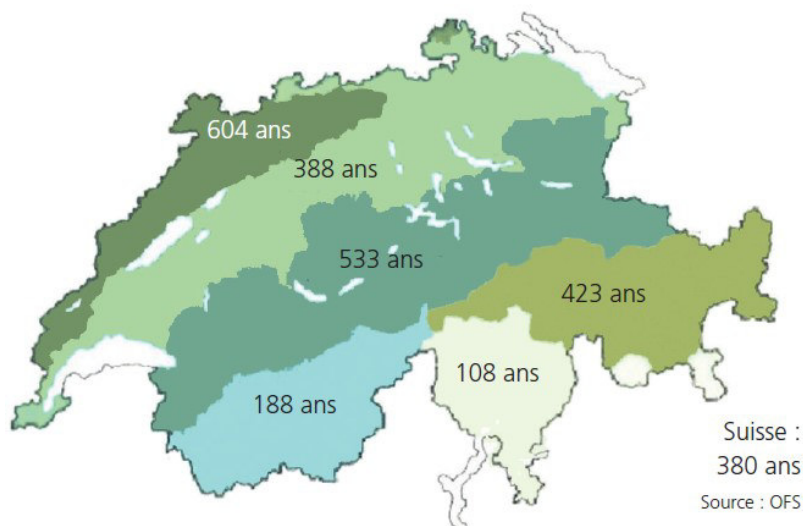 604 ans
388 ans
533 ans
423 ans
108 ans
188 ans
Suisse :
380 ans
Source : OFS